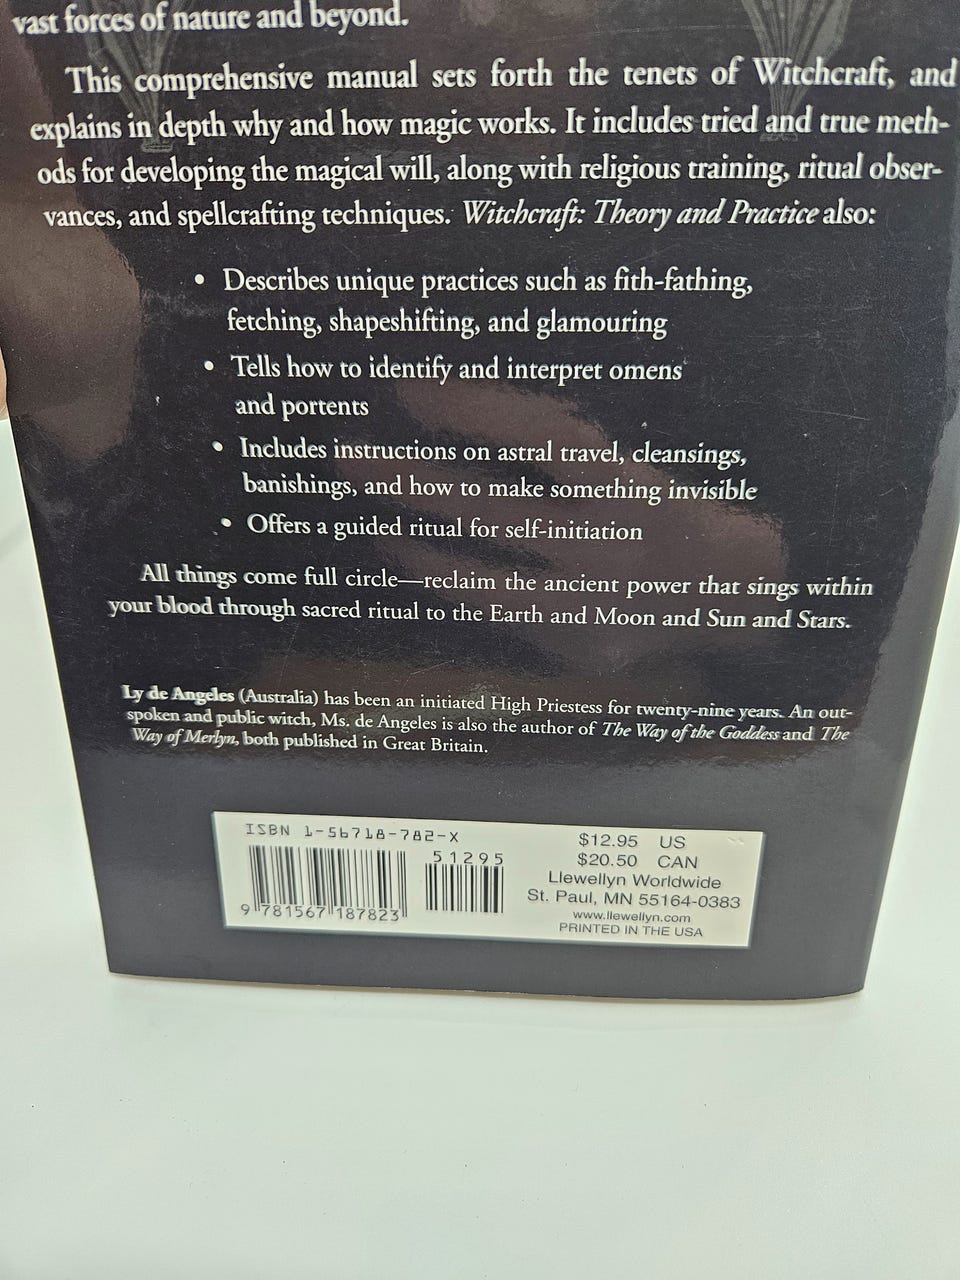 vast forces of nature and beyond.
This comprehensive manual sets forth the tenets of Witchcraft, and
explains in depth why and how magic works. It includes tried and true meth-
ods for developing the magical will, along with religious training, ritual obser-
vances, and spellcrafting techniques. Witchcraft: Theory and Practice also:
• Describes unique practices such as fith-fathing,
fetching, shapeshifting, and glamouring
• Tells how to identify and interpret omens
and portents
• Includes instructions on astral travel, cleansings,
banishings, and how to make something invisible
• Offers a guided ritual for self-initiation
All things come full circle—reclaim the ancient power that sings within
your blood through sacred ritual to the Earth and Moon and Sun and Stars.
Ly de Angeles (Australia) has been an initiated High Priestess for twenty-nine years. An out-
spoken and public witch, Ms. de Angeles is also the author of The Way of the Goddess and The
Way of Merlyn, both published in Great Britain.
ISBN 1-56718-782-X
51295
9 781567 187823
$12.95 US
$20.50 CAN
Llewellyn Worldwide
St. Paul, MN 55164-0383
www.llewellyn.com
PRINTED IN THE USA